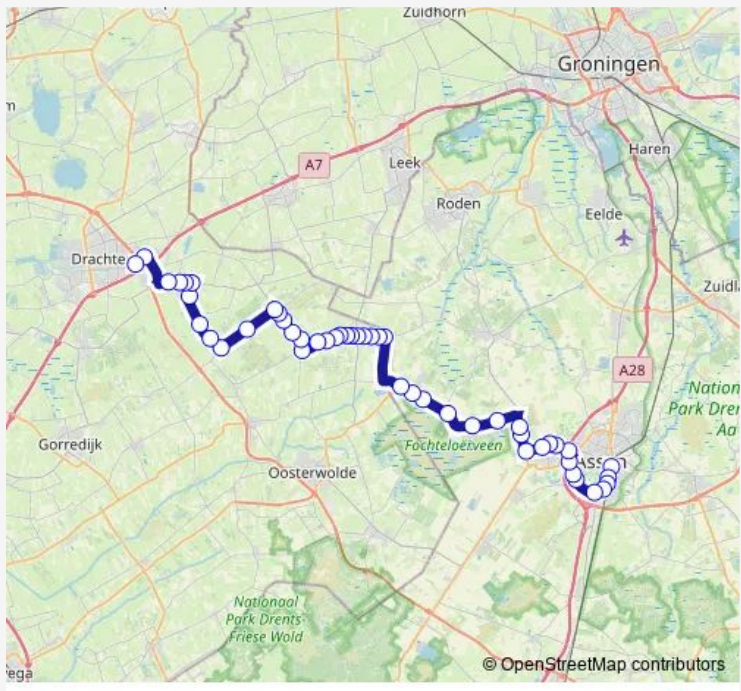 Zuidhorn
Groningen
m
A7
Leek
Haren
Roden
Eelde
Drachte
Zuidla
A28
Nation
Park Dren
Aa
Gorredijk
Fochteloërveen
Assen
Oosterwolde
Nationaal
Park Drents
Friese Wold
vega
© OpenStreetMap contributors